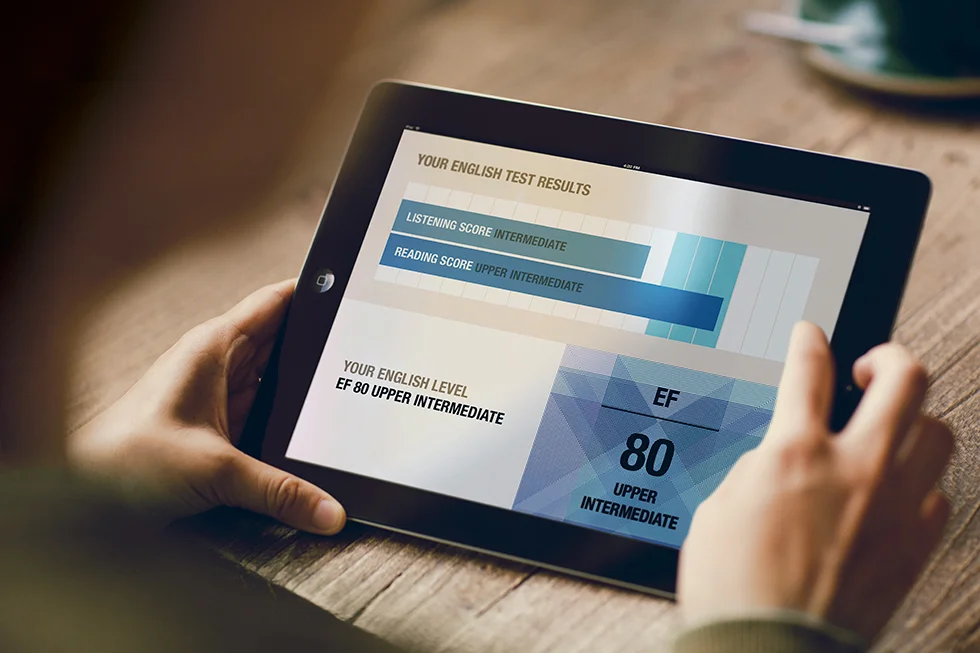 4:20 PM
YOUR ENGLISH TEST RESULTS
LISTENING SCORE INTERMEDIATE
READING SCORE UPPER INTERMEDIATE
YOUR ENGLISH LEVEL
EF 80 UPPER INTERMEDIATE
EF
80
UPPER
INTERMEDIATE